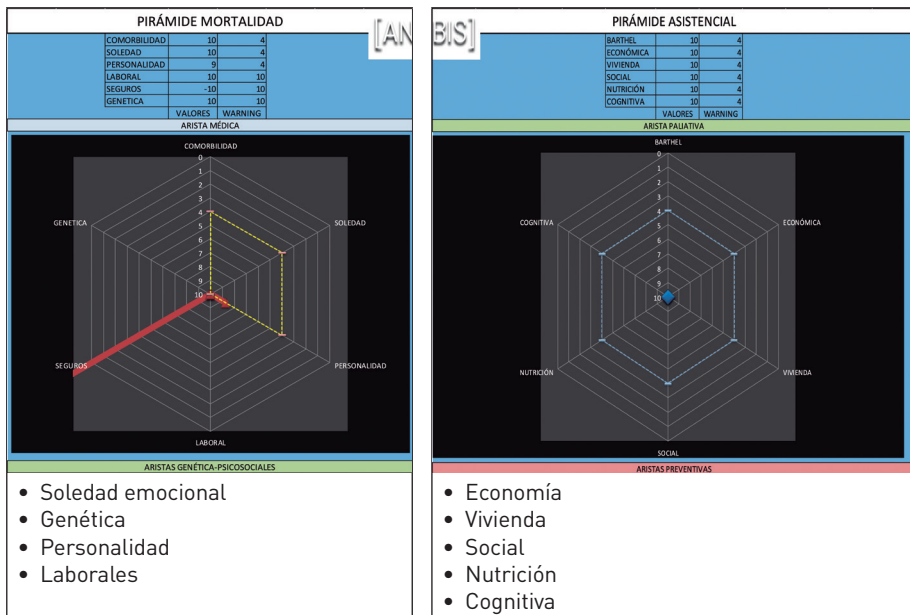 PIRÁMIDE MORTALIDAD
COMORBILIDAD 10 4
SOLEDAD 10 4
PERSONALIDAD 9 4
LABORAL 10 10
SEGUROS -10 10
GENETICA 10 10
VALORES WARNING
ARISTA MÉDICA
COMORBILIDAD
0
1
2
3
4
5
6
7
8
9
10
SOLEDAD
PERSONALIDAD
LABORAL
SEGUROS
GENETICA
ARISTAS GENÉTICA-PSICOSOCIALES
• Soledad emocional
• Genética
• Personalidad
• Laborales
[AN
BIS]
PIRÁMIDE ASISTENCIAL
BARTHEL 10 4
ECONÓMICA 10 4
VIVIENDA 10 4
SOCIAL 10 4
NUTRICIÓN 10 4
COGNITIVA 10 4
VALORES WARNING
ARISTA PALIATIVA
BARTHEL
0
1
2
3
4
5
6
7
8
9
10
ECONÓMICA
VIVIENDA
SOCIAL
NUTRICIÓN
COGNITIVA
ARISTAS PREVENTIVAS
• Economía
• Vivienda
• Social
• Nutrición
• Cognitiva